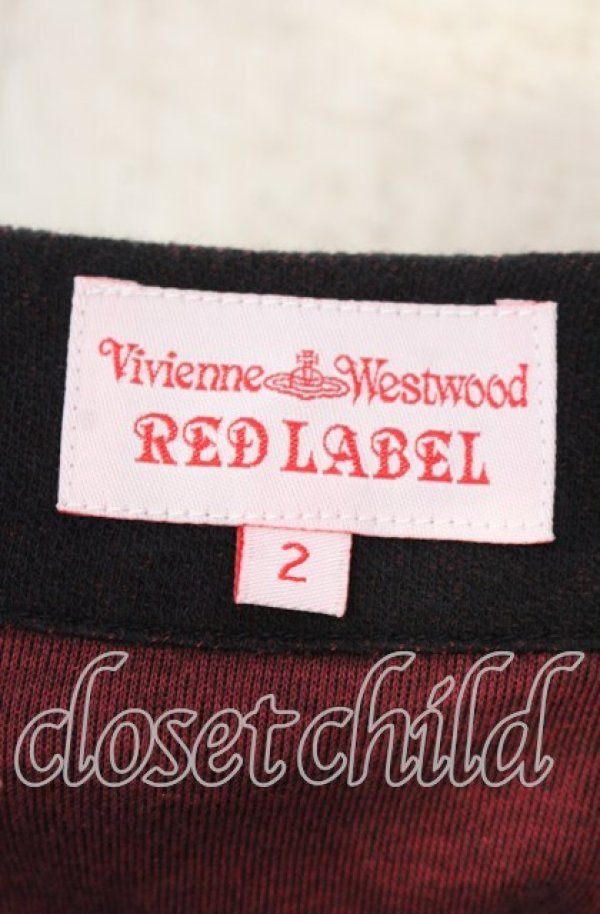 Vivienne Westwood
RED LABEL
2
closet child